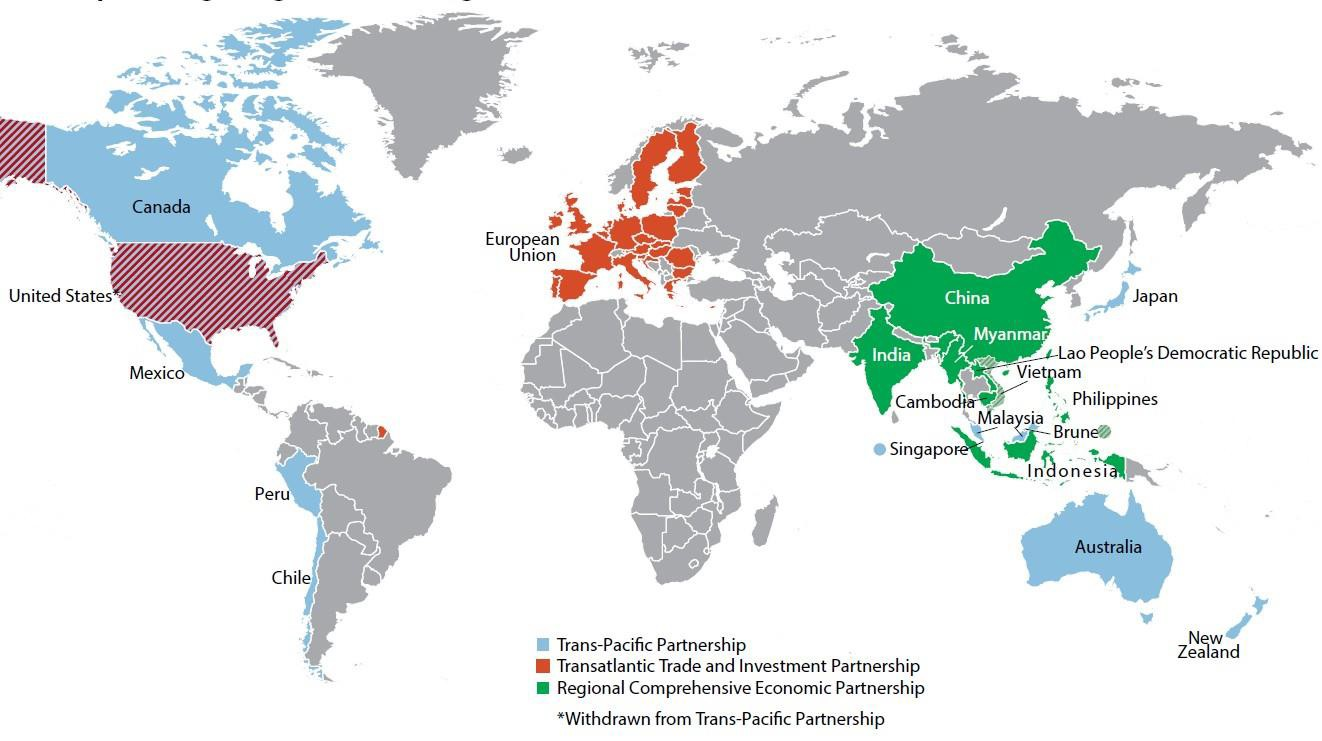 Canada
European
Union
United States*
China
Japan
Myanmar
India
Lao People's Democratic Republic
Mexico
Vietnam
Cambodia
Philippines
Malaysia
Brune
Singapore
Indonesia
Peru
Australia
Chile
New
Zealand
Trans-Pacific Partnership
Transatlantic Trade and Investment Partnership
Regional Comprehensive Economic Partnership
*Withdrawn from Trans-Pacific Partnership